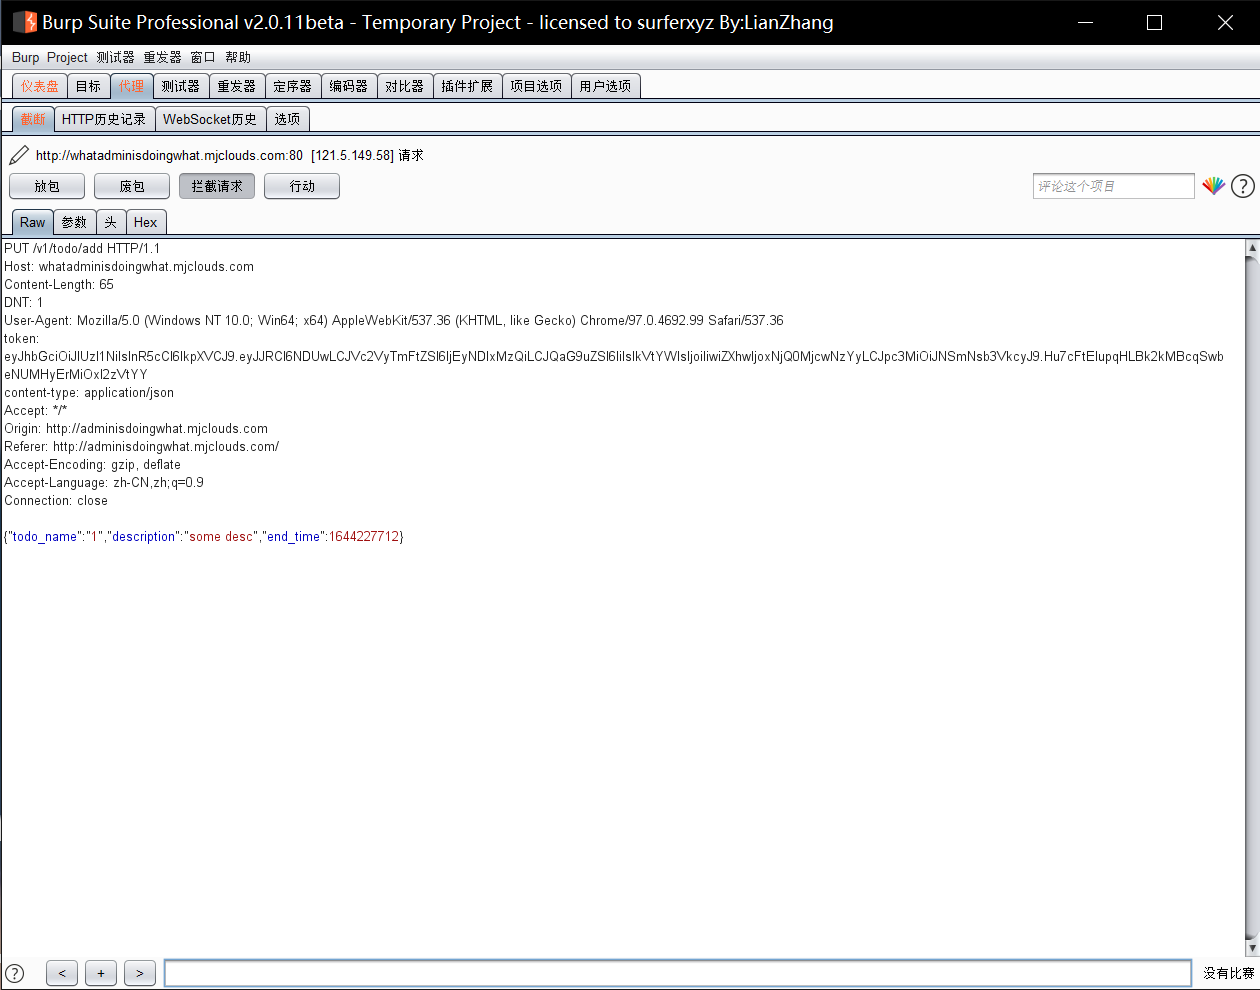 Burp Suite Professional v2.0.11beta - Temporary Project - licensed to surferxyz By:LianZhang
Burp Project 测试器 重发器 窗口 帮助
仪表盘 目标 代理 测试器 重发器 定序器 编码器 对比器 插件扩展 项目选项 用户选项
截断 HTTP历史记录 WebSocket历史 选项
http://whatadminisdoingwhat.mjclouds.com:80 [121.5.149.58] 请求
放包 废包 拦截请求 行动 评论这个项目 ?
Raw 参数 头 Hex
PUT /v1/todo/add HTTP/1.1
Host: whatadminisdoingwhat.mjclouds.com
Content-Length: 65
DNT: 1
User-Agent: Mozilla/5.0 (Windows NT 10.0; Win64; x64) AppleWebKit/537.36 (KHTML, like Gecko) Chrome/97.0.4692.99 Safari/537.36
token:
eyJhbGciOiJIUzI1NiIsInR5cCI6IkpXVCJ9.eyJJRCI6NDUwLCJVc2VyTmFtZSI6IjEyNDIxMzQiLCJQaG9uZSI6IiIsIkVtYWlsIjoiIiwiZXhwIjoxNjQ0MjcwNzYyLCJpc3MiOiJNSmNsb3VkcyJ9.Hu7cFtEIupqHLBk2kMBcqSwb
eNUMHyErMiOxI2zVtYY
content-type: application/json
Accept: */*
Origin: http://adminisdoingwhat.mjclouds.com
Referer: http://adminisdoingwhat.mjclouds.com/
Accept-Encoding: gzip, deflate
Accept-Language: zh-CN,zh;q=0.9
Connection: close
{"todo_name":"1","description":"some desc","end_time":1644227712}
? < + > 没有比赛